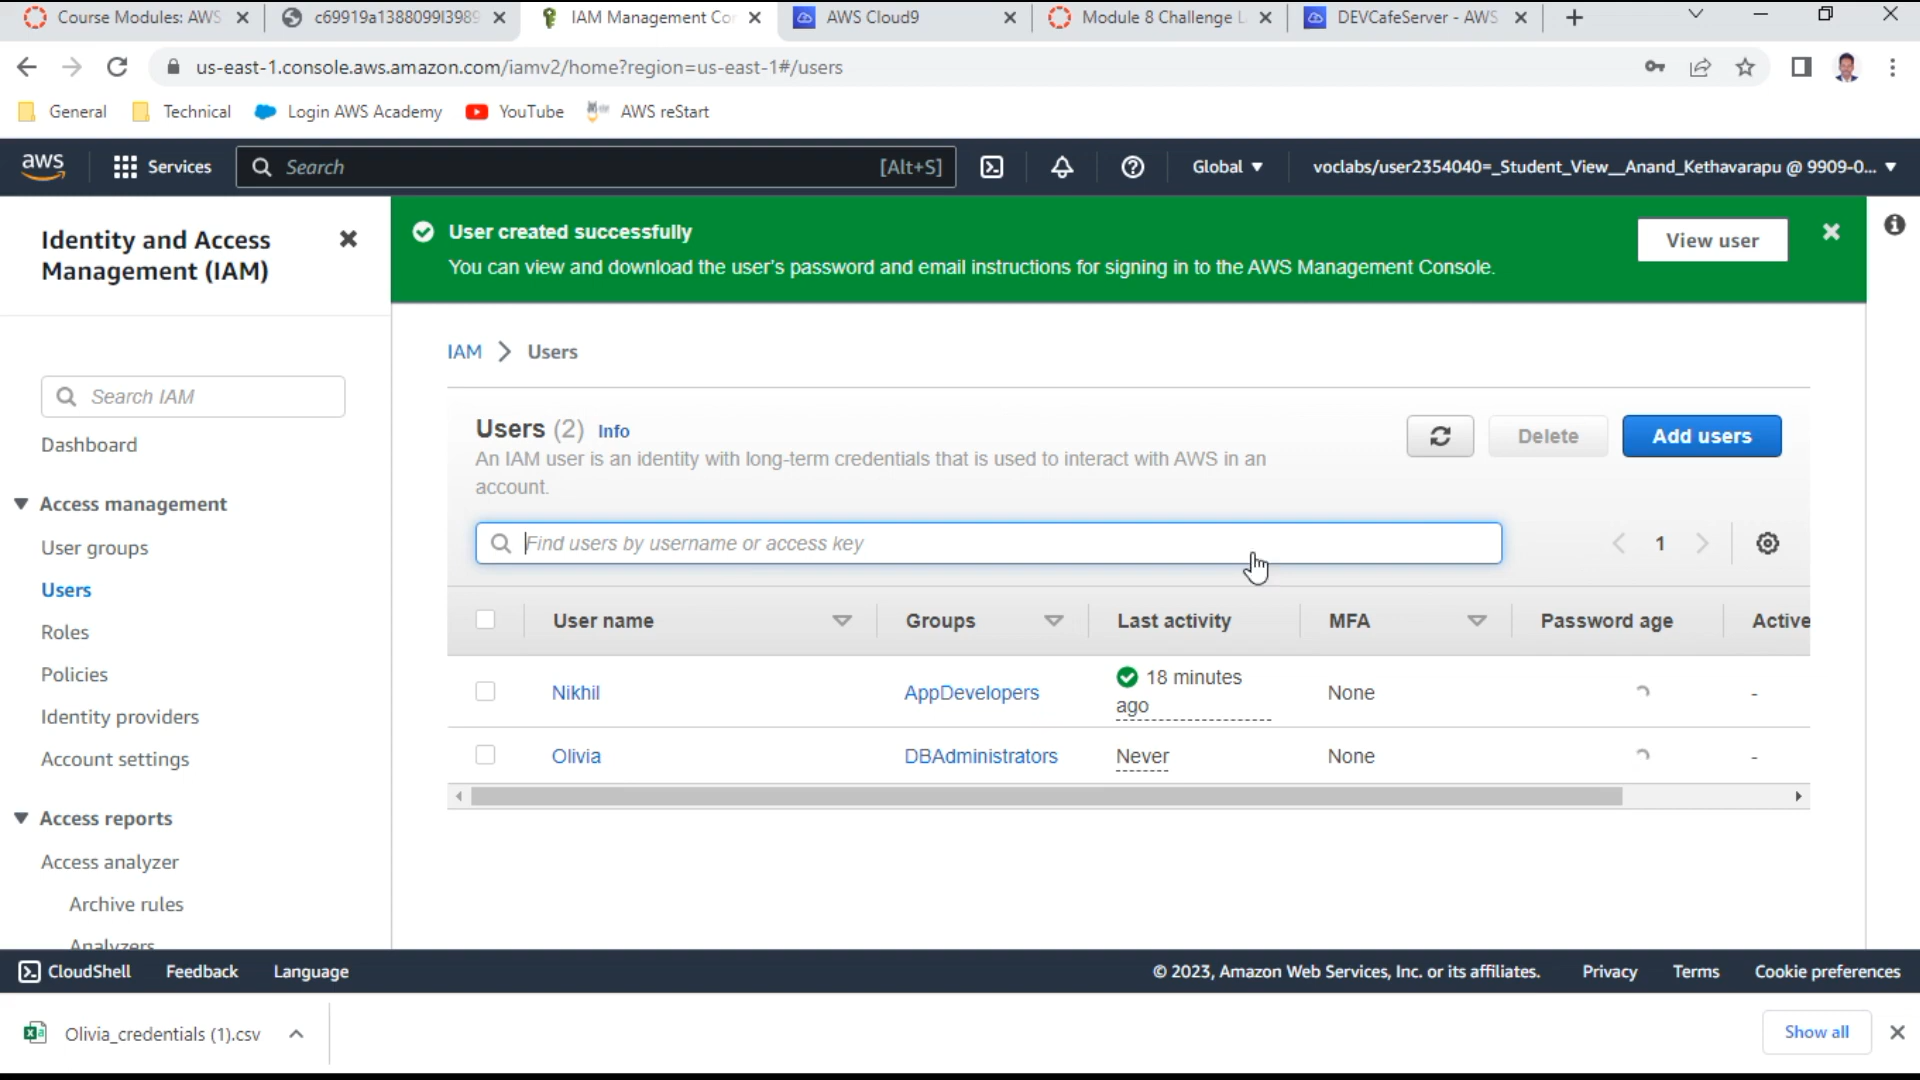 Course Modules: AWS
c69919a1388099l3989
IAM Management Con
AWS Cloud9
Module 8 Challenge L
DEVCafeServer - AWS
us-east-1.console.aws.amazon.com/iamv2/home?region=us-east-1#/users
General
Technical
Login AWS Academy
YouTube
AWS reStart
aws
Services
Search
[Alt+S]
Global
voclabs/user2354040=_Student_View__Anand_Kethavarapu @ 9909-0...
Identity and Access
Management (IAM)
User created successfully
You can view and download the user's password and email instructions for signing in to the AWS Management Console.
View user
Search IAM
Dashboard
Access management
User groups
Users
Roles
Policies
Identity providers
Account settings
Access reports
Access analyzer
Archive rules
Analyzers
IAM > Users
Users (2) Info
An IAM user is an identity with long-term credentials that is used to interact with AWS in an
account.
Delete
Add users
Find users by username or access key
1
User name
Groups
Last activity
MFA
Password age
Active
Nikhil
AppDevelopers
18 minutes
ago
None
-
Olivia
DBAdministrators
Never
None
-
CloudShell
Feedback
Language
© 2023, Amazon Web Services, Inc. or its affiliates.
Privacy
Terms
Cookie preferences
Olivia_credentials (1).csv
Show all